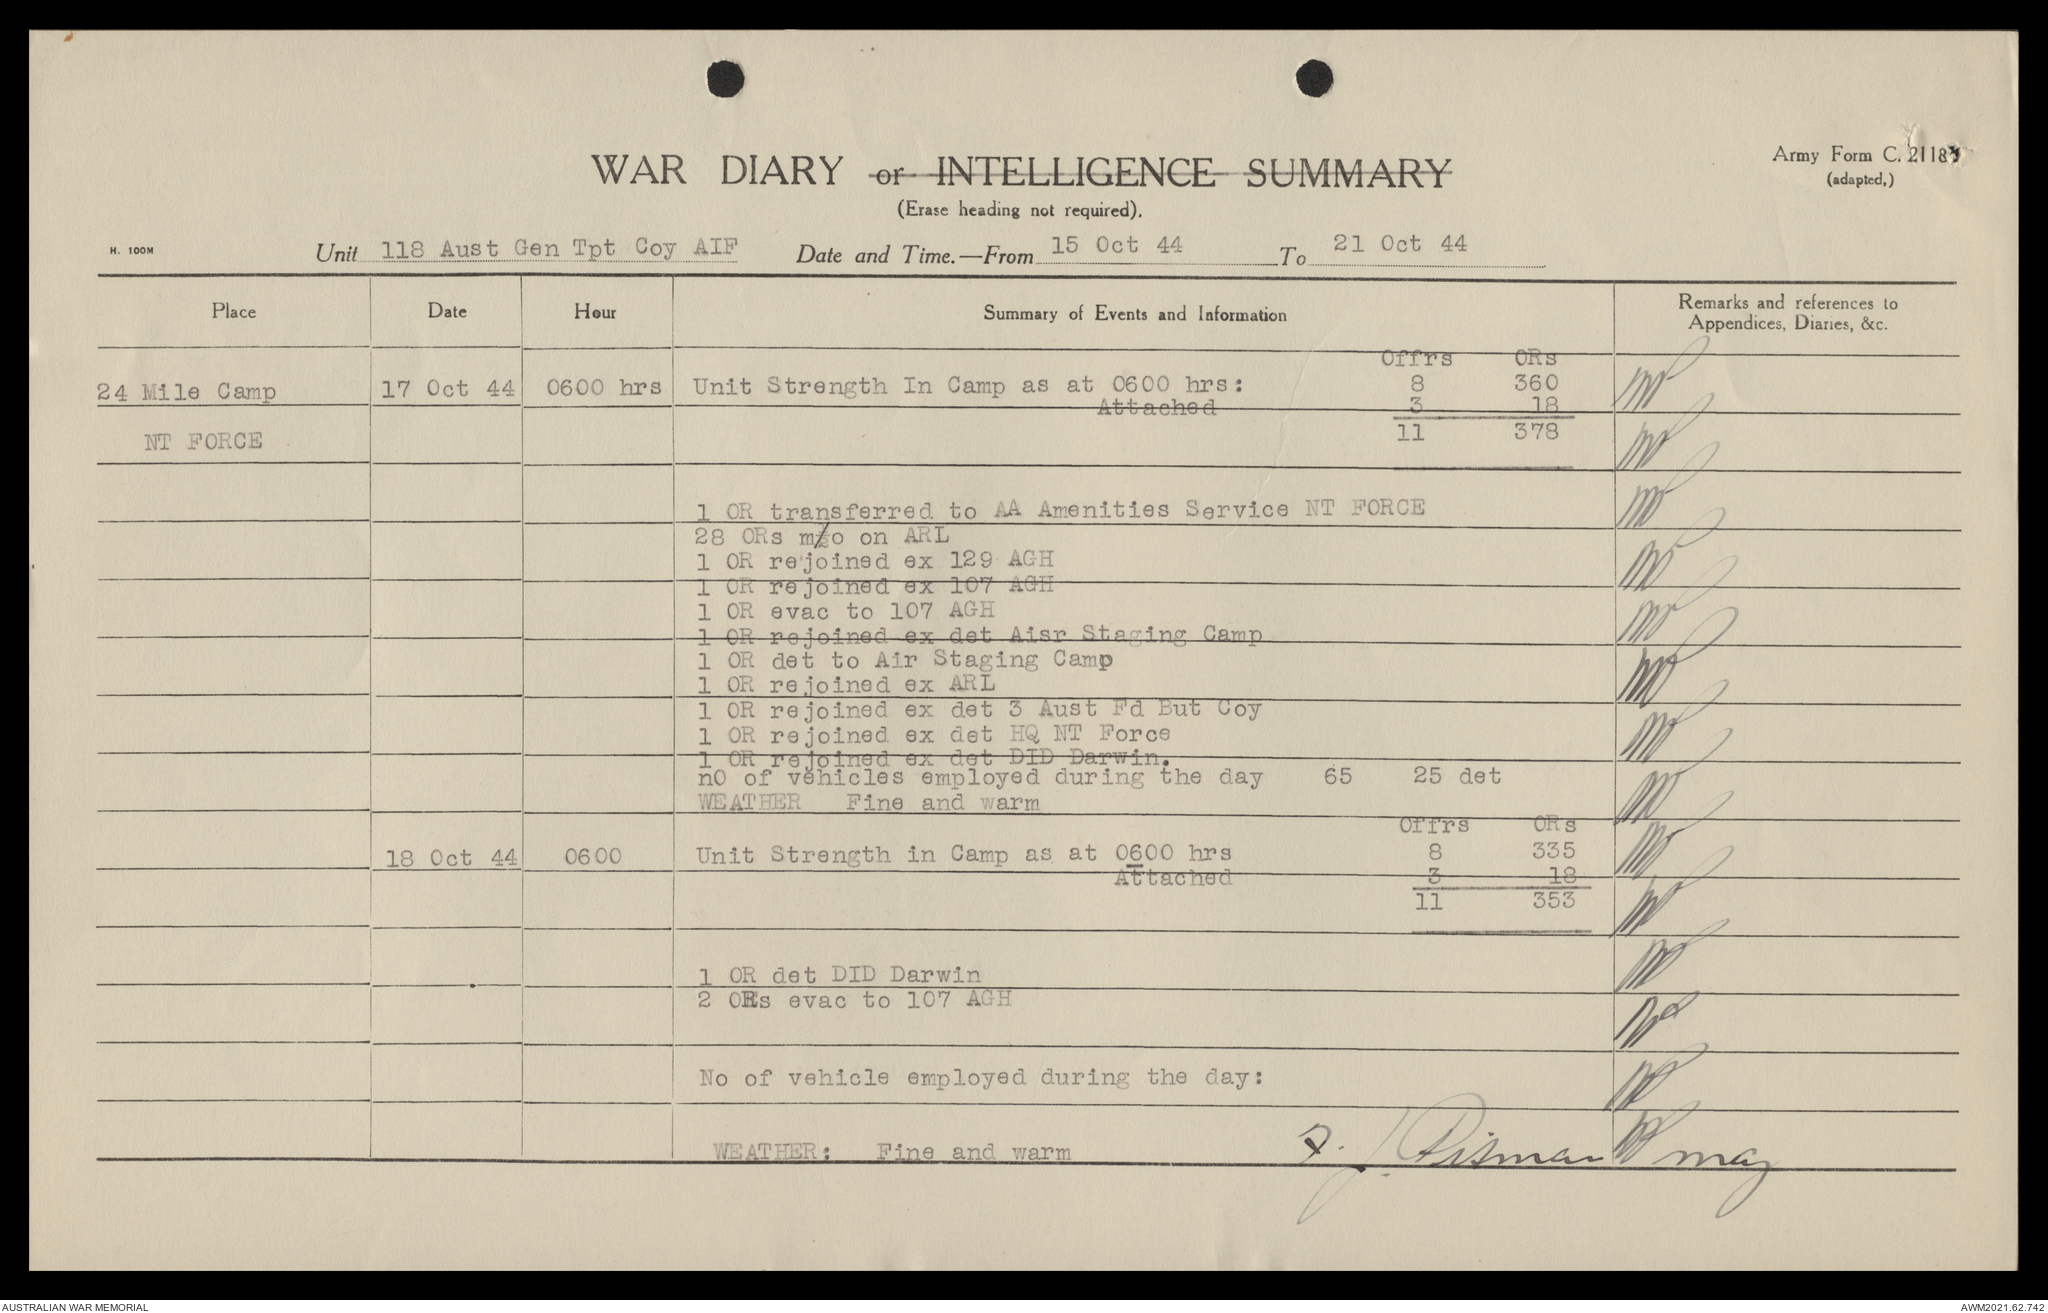 WAR DIARY or INTELLIGENCE SUMMARY
(Erase heading not required).
Army Form C. 2118
(adapted,)
H. 100M
Unit 118 Aust Gen Tpt Coy AIF Date and Time.—From 15 Oct 44 To 21 Oct 44
Place Date Hour Summary of Events and Information Remarks and references to
Appendices, Diaries, &c.
Offrs ORs
24 Mile Camp 17 Oct 44 0600 hrs Unit Strength In Camp as at 0600 hrs: 8 360
Attached 3 18
NT FORCE 11 378
1 OR transferred to AA Amenities Service NT FORCE
28 ORs m/o on ARL
1 OR rejoined ex 129 AGH
1 OR rejoined ex 107 AGH
1 OR evac to 107 AGH
1 OR rejoined ex det Aisr Staging Camp
1 OR det to Air Staging Camp
1 OR rejoined ex ARL
1 OR rejoined ex det 3 Aust Fd But Coy
1 OR rejoined ex det HQ NT Force
1 OR rejoined ex det DID Darwin.
nO of vehicles employed during the day 65 25 det
WEATHER Fine and warm
Offrs ORs
18 Oct 44 0600 Unit Strength in Camp as at 0600 hrs 8 335
Attached 3 18
11 353
1 OR det DID Darwin
2 ORs evac to 107 AGH
No of vehicle employed during the day:
WEATHER: Fine and warm Pitman Maj
AUSTRALIAN WAR MEMORIAL AWM2021.62.742